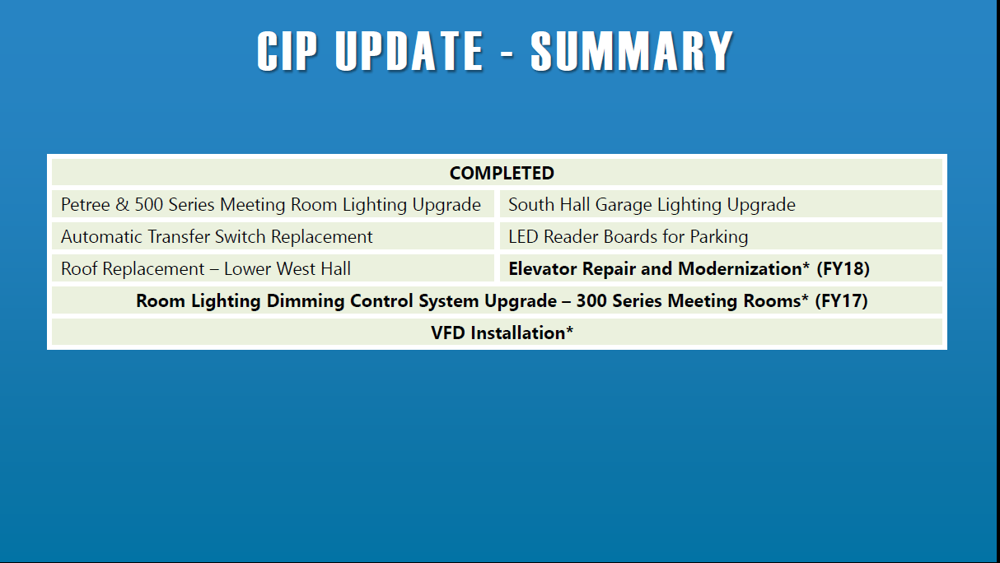 CIP UPDATE - SUMMARY
COMPLETED
Petree & 500 Series Meeting Room Lighting Upgrade
South Hall Garage Lighting Upgrade
Automatic Transfer Switch Replacement
LED Reader Boards for Parking
Roof Replacement – Lower West Hall
Elevator Repair and Modernization* (FY18)
Room Lighting Dimming Control System Upgrade – 300 Series Meeting Rooms* (FY17)
VFD Installation*